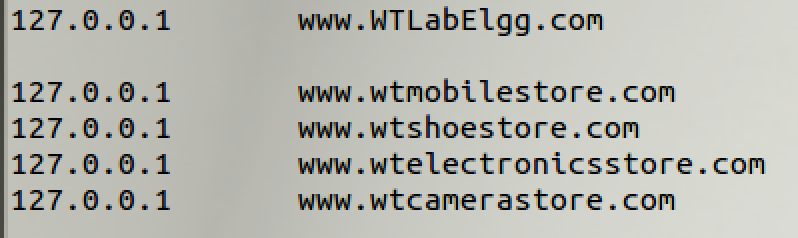 127.0.0.1 www.WTLabElgg.com
127.0.0.1 www.wtmobilestore.com
127.0.0.1 www.wtshoestore.com
127.0.0.1 www.wtelectronicsstore.com
127.0.0.1 www.wtcamerastore.com